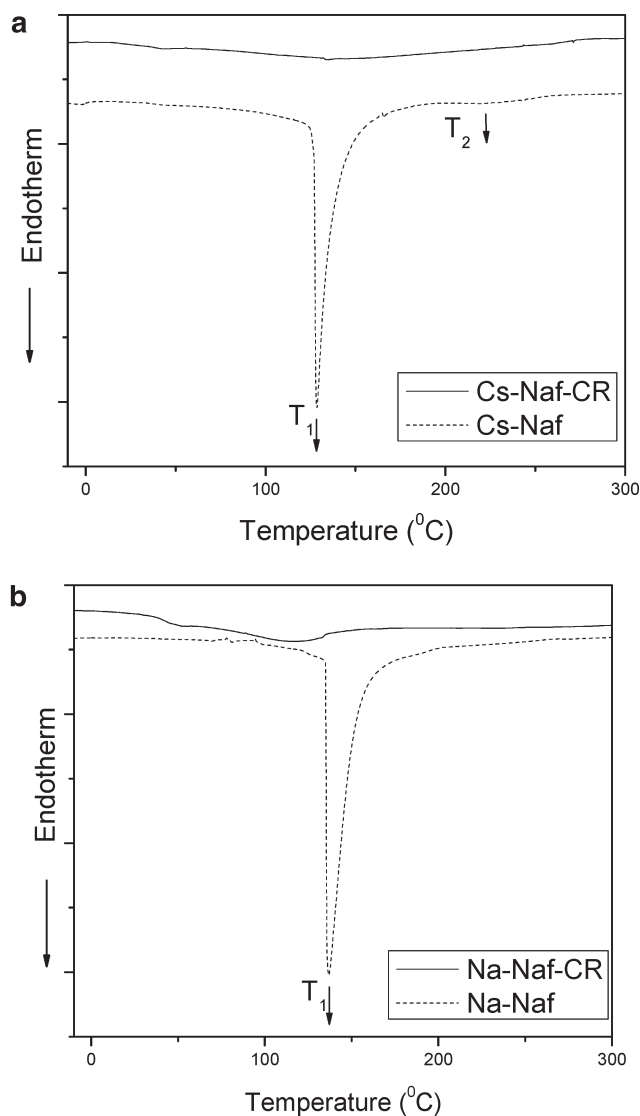 a
T2
Endotherm
T1
Cs-Naf-CR
Cs-Naf
0 100 200 300
Temperature (⁰C)
b
Endotherm
T1
Na-Naf-CR
Na-Naf
0 100 200 300
Temperature (⁰C)